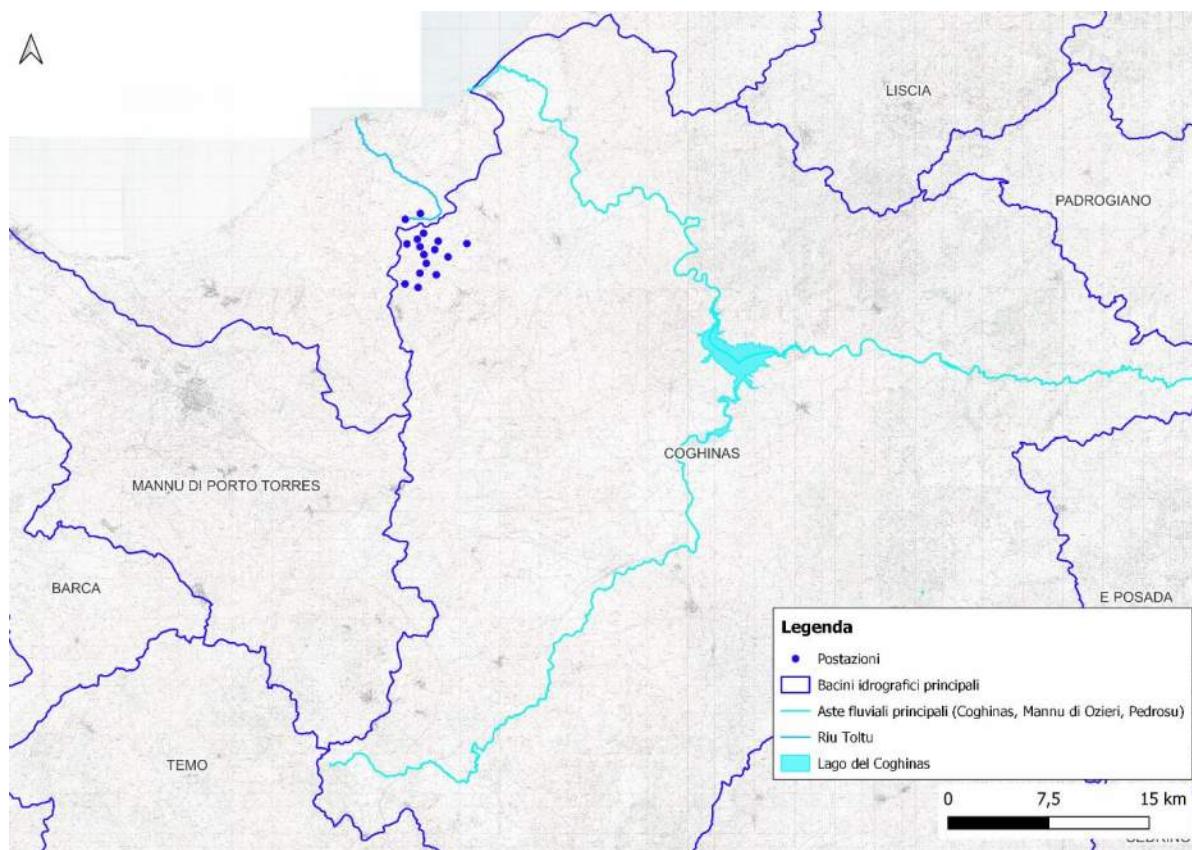 LISCIA
PADROGIANO
COGHINAS
MANNU DI PORTO TORRES
BARCA
E POSADA
TEMO
Legenda
Postazioni
Bacini idrografici principali
Aste fluviali principali (Coghinas, Mannu di Ozieri, Pedrosu)
Riu Toltu
Lago del Coghinas
0 7,5 15 km